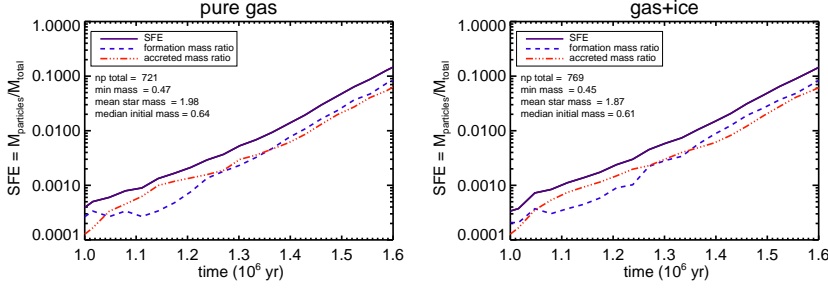 pure gas
SFE = M_particles/M_total
1.0000
0.1000
0.0100
0.0010
0.0001
SFE
formation mass ratio
accreted mass ratio
np total = 721
min mass = 0.47
mean star mass = 1.98
median initial mass = 0.64
1.0 1.1 1.2 1.3 1.4 1.5 1.6
time (10^6 yr)
gas+ice
SFE = M_particles/M_total
1.0000
0.1000
0.0100
0.0010
0.0001
SFE
formation mass ratio
accreted mass ratio
np total = 769
min mass = 0.45
mean star mass = 1.87
median initial mass = 0.61
1.0 1.1 1.2 1.3 1.4 1.5 1.6
time (10^6 yr)